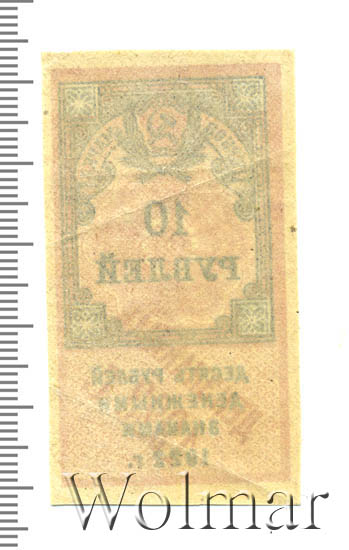 10
РУБЛЕЙ
ДЕСЯТЬ РУБЛЕЙ
ДЕНЕЖНЫМИ
ЗНАКАМИ
1922 г.
Wolmar